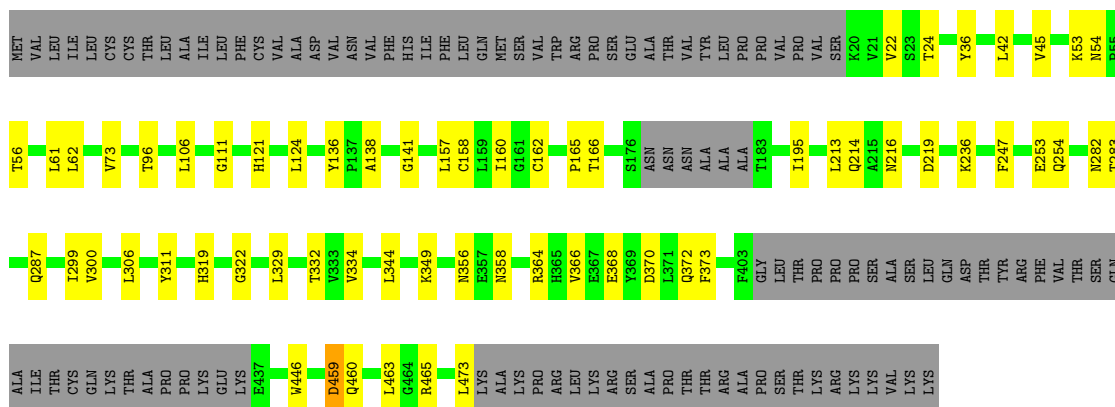 MET VAL LEU ILE LEU CYS CYS THR LEU ALA ILE LEU PHE CYS VAL ALA ASP VAL ASN VAL PHE HIS ILE PHE LEU GLN MET SER VAL TRP ARG PRO SER GLU ALA THR VAL TYR LEU PRO PRO VAL PRO VAL SER K20 V21 V22 S23 T24 Y36 L42 V45 K53 N54 P55
T56 L61 L62 V73 T96 L106 G111 H121 L124 Y136 P137 A138 G141 L157 C158 L159 I160 G161 C162 P165 T166 S176 ASN ASN ASN ALA ALA ALA T183 I195 L213 Q214 A215 N216 D219 K236 F247 E253 Q254 N282 T283
Q287 I299 V300 L306 Y311 H319 G322 L329 T332 V333 V334 L344 K349 N356 E357 N358 R364 H365 V366 E367 E368 Y369 D370 L371 Q372 F373 F403 GLY LEU THR PRO PRO PRO SER ALA SER LEU GLN ASP THR TYR ARG PHE VAL THR SER GLN
ALA ILE THR CYS GLN LYS THR ALA PRO PRO LYS GLU LYS E437 W446 D459 Q460 L463 G464 R465 L473 LYS ALA LYS PRO ARG LEU LYS ARG SER ALA PRO THR THR ARG ALA PRO SER THR LYS ARG LYS LYS VAL LYS LYS